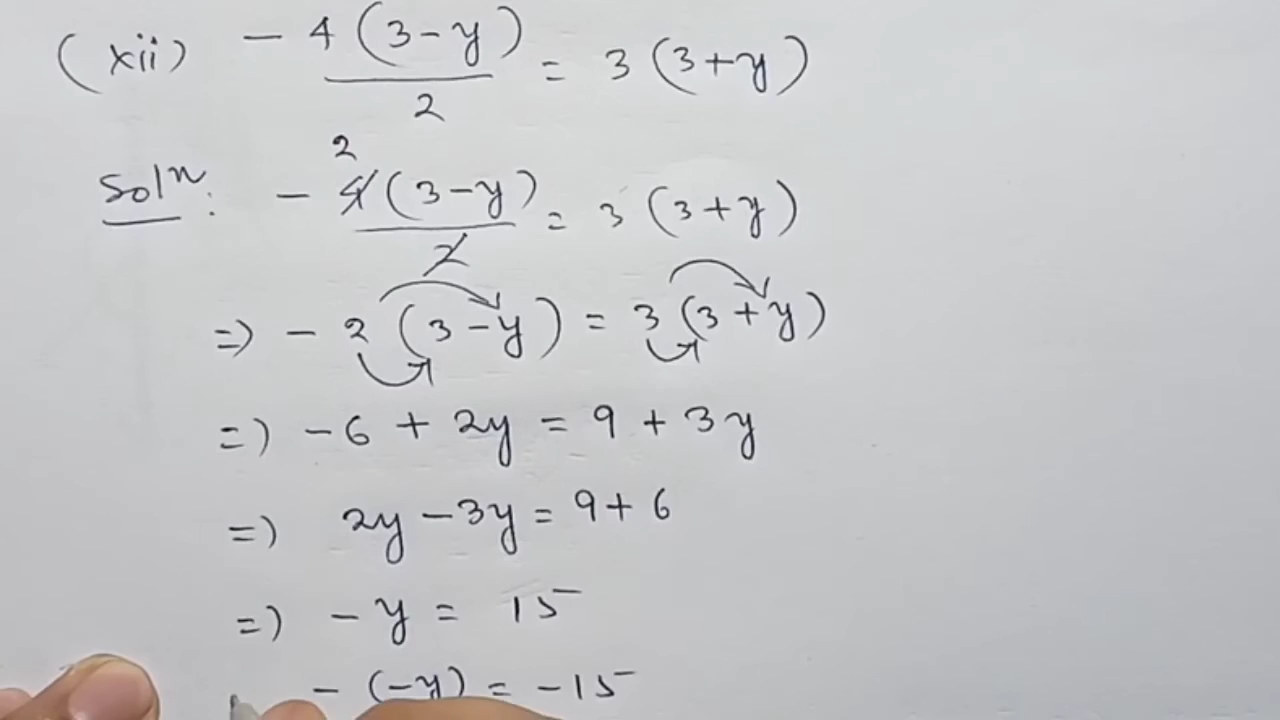 (xii) - 4(3-y)/2 = 3(3+y)
Solⁿ: - 4(3-y)/2 = 3(3+y)
2
=) - 2(3-y) = 3(3+y)
=) -6 + 2y = 9 + 3y
=) 2y - 3y = 9 + 6
=) - y = 15
- (-y) = -15